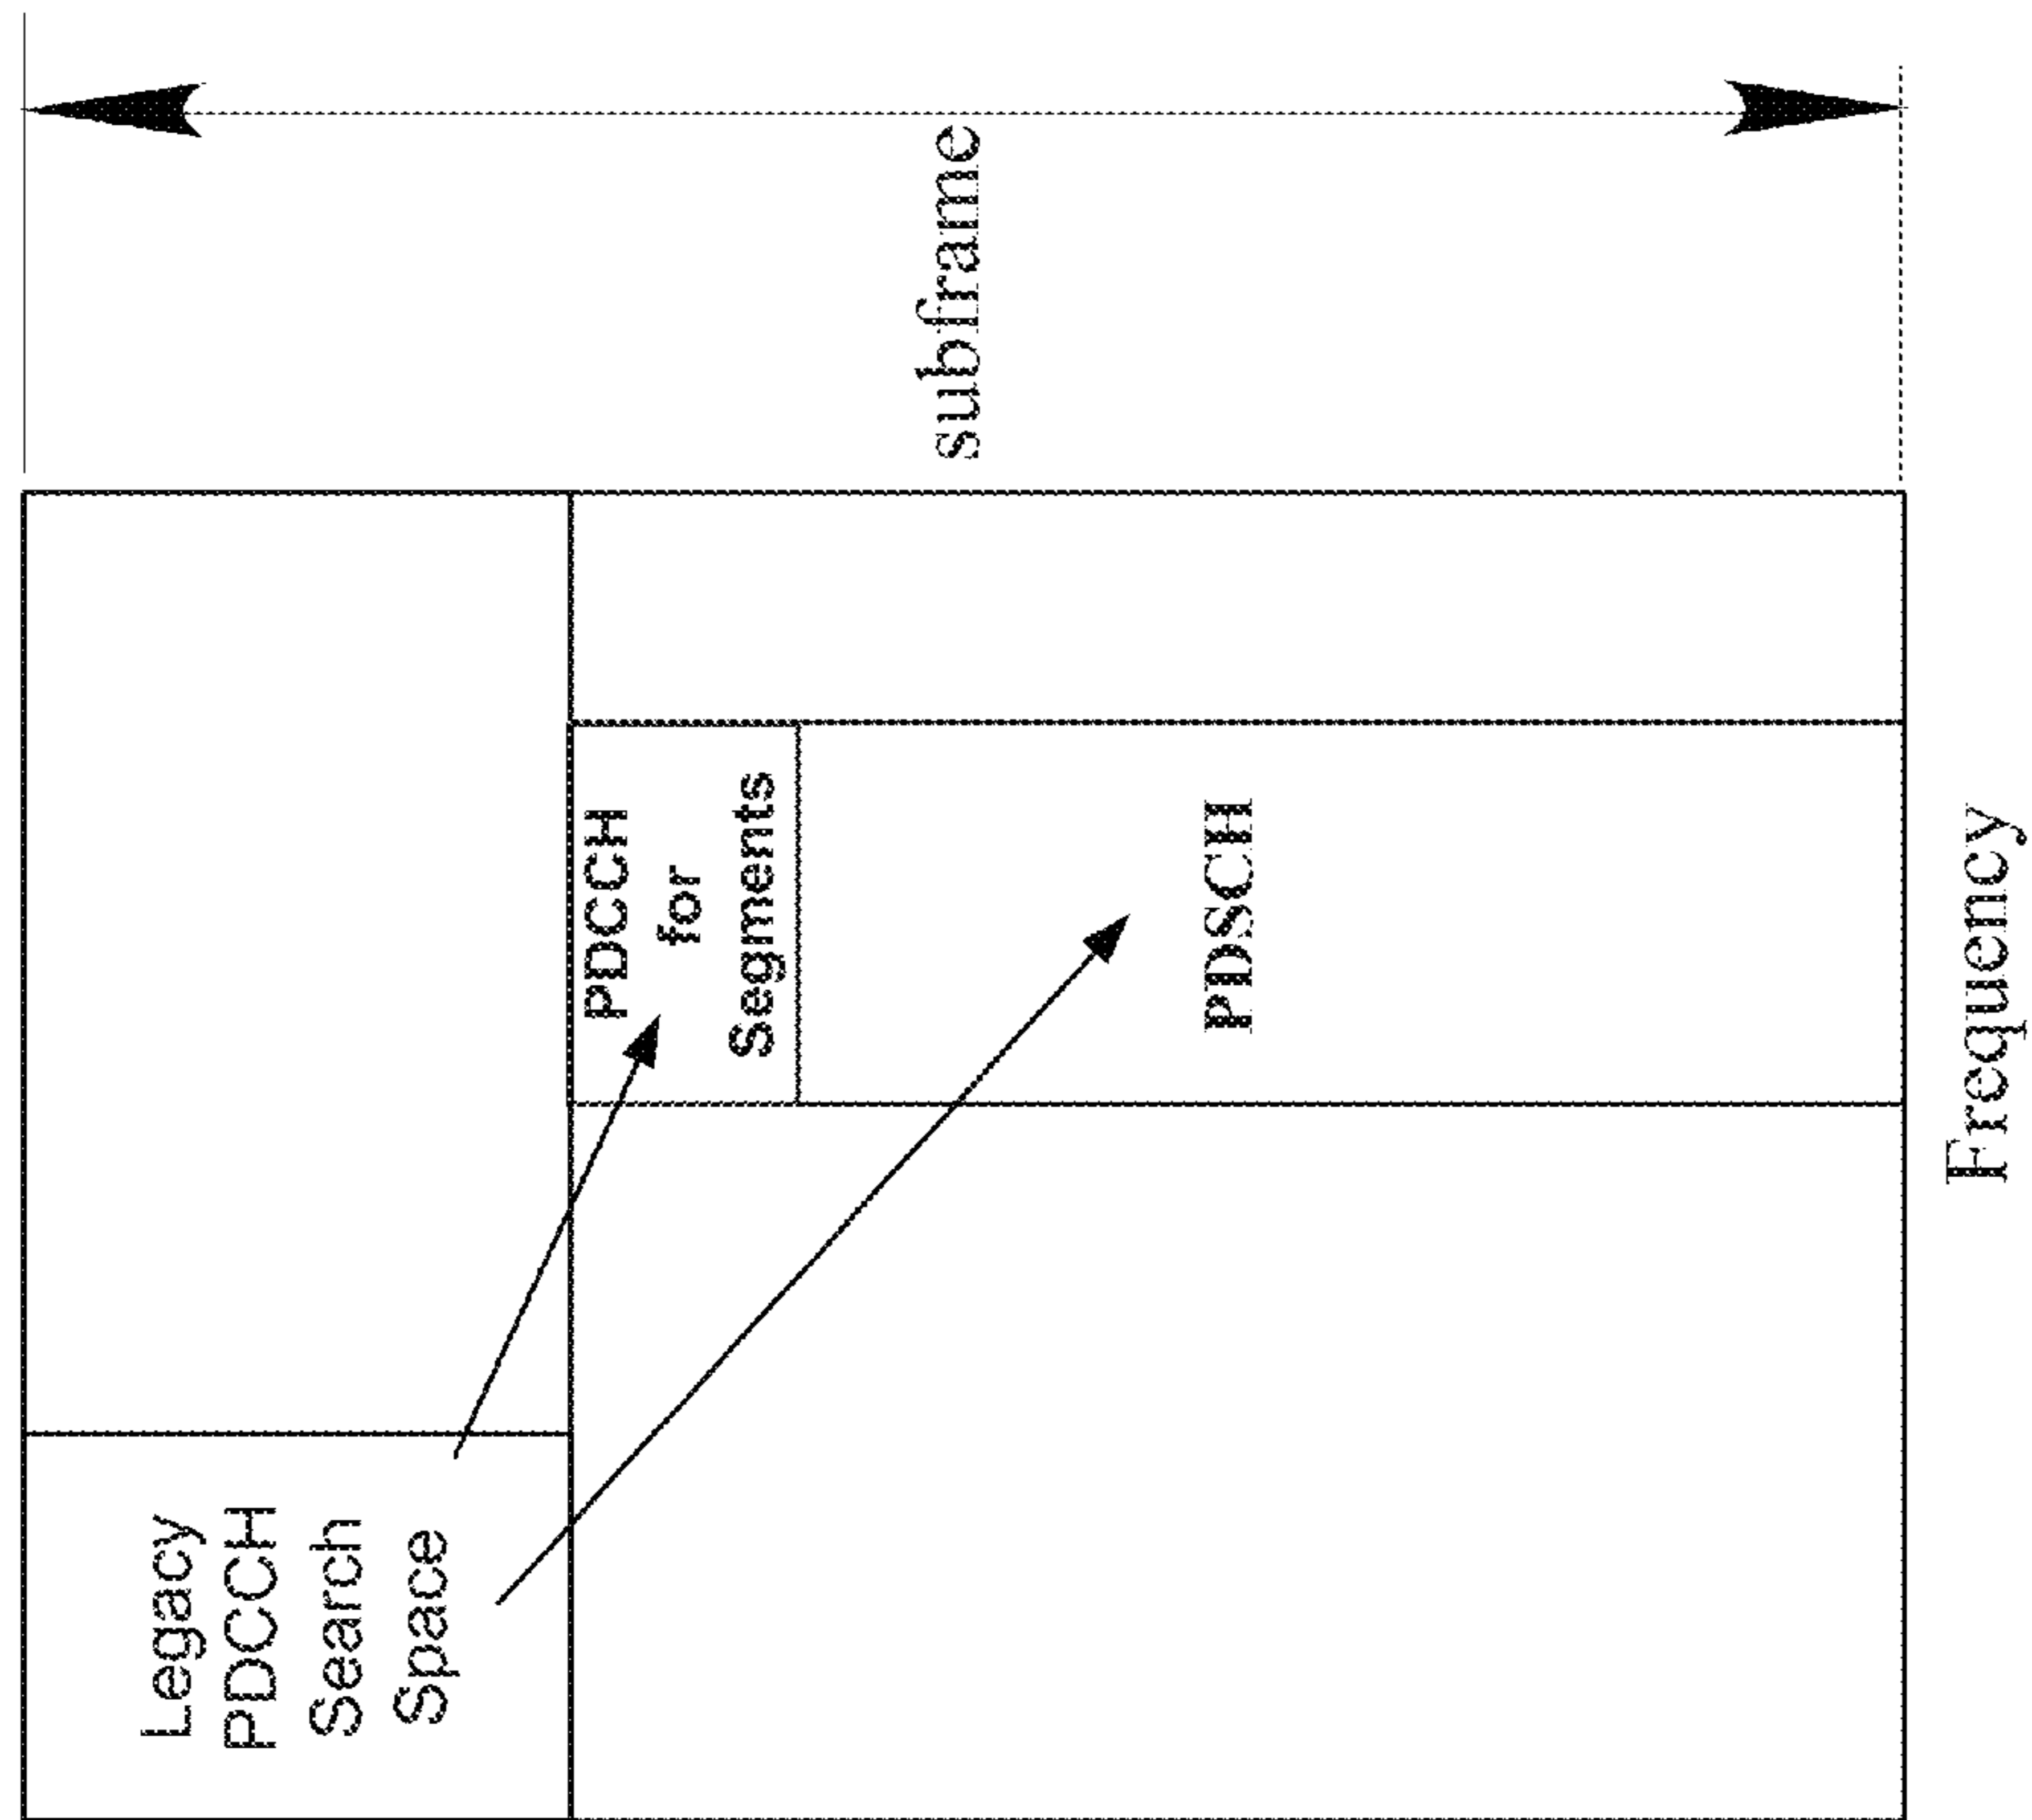 subframe
Legacy
PDCCH
Search
Space
PDCCH
for
Segments
PDSCH
Frequency